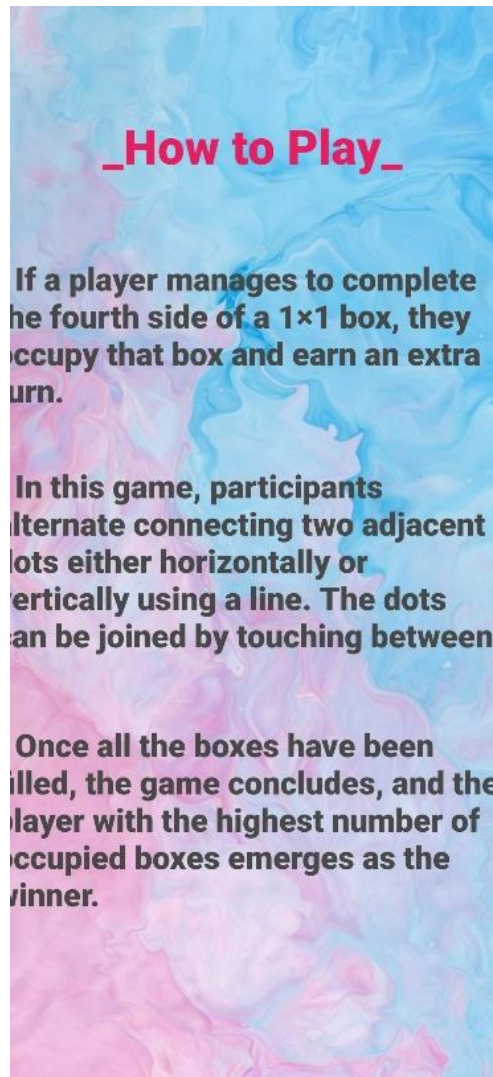 _How to Play_
If a player manages to complete
he fourth side of a 1×1 box, they
ccupy that box and earn an extra
urn.
In this game, participants
lternate connecting two adjacent
lots either horizontally or
ertically using a line. The dots
an be joined by touching between
Once all the boxes have been
illed, the game concludes, and the
layer with the highest number of
ccupied boxes emerges as the
vinner.